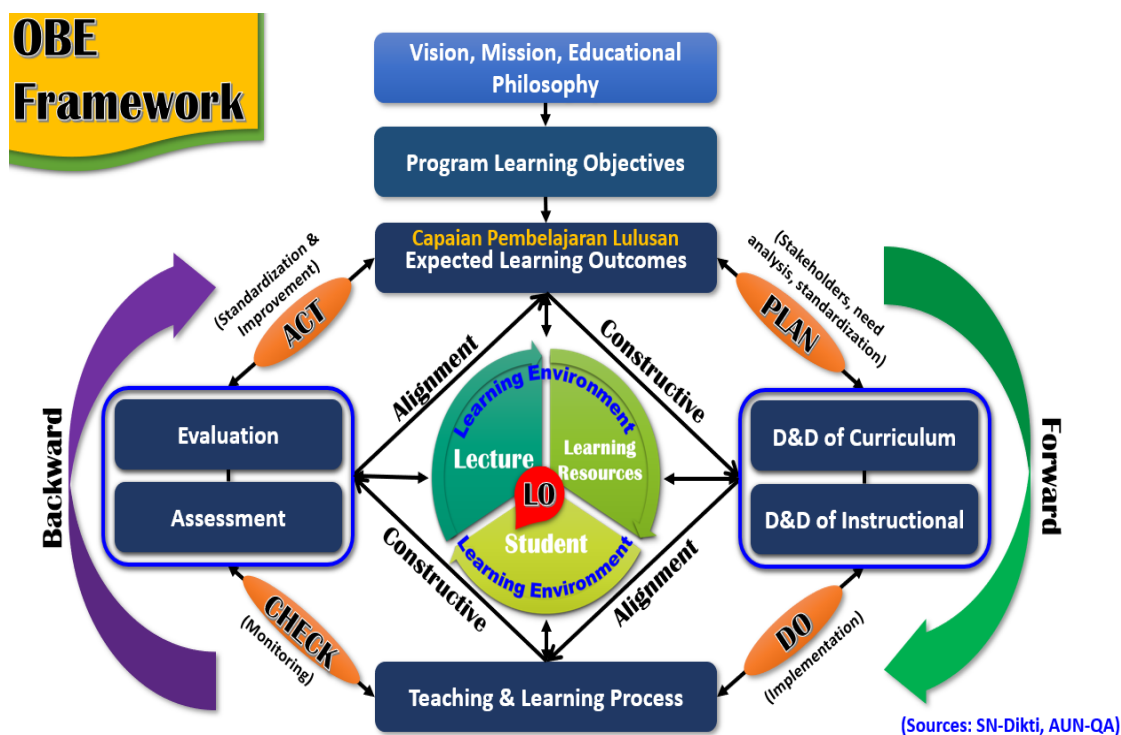 OBE
Framework
Vision, Mission, Educational
Philosophy
Program Learning Objectives
Capaian Pembelajaran Lulusan
Expected Learning Outcomes
(Standardization &
Improvement)
ACT
(Stakeholders, need
analysis, standardization)
PLAN
Alignment
Constructive
Learning Environment
Lecture
Learning
Resources
LO
Student
Learning Environment
Evaluation
Assessment
D&D of Curriculum
D&D of Instructional
Backward
Forward
Constructive
Alignment
CHECK
(Monitoring)
DO
(Implementation)
Teaching & Learning Process
(Sources: SN-Dikti, AUN-QA)